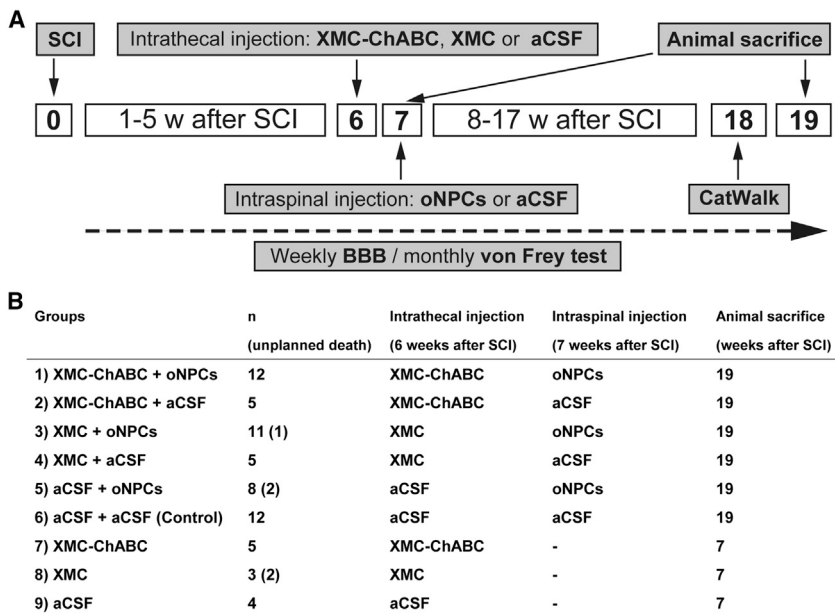 A
SCI
Intrathecal injection: XMC-ChABC, XMC or aCSF
Animal sacrifice
0
1-5 w after SCI
6
7
8-17 w after SCI
18
19
Intraspinal injection: oNPCs or aCSF
CatWalk
Weekly BBB / monthly von Frey test
B
Groups n Intrathecal injection Intraspinal injection Animal sacrifice
(unplanned death) (6 weeks after SCI) (7 weeks after SCI) (weeks after SCI)
1) XMC-ChABC + oNPCs 12 XMC-ChABC oNPCs 19
2) XMC-ChABC + aCSF 5 XMC-ChABC aCSF 19
3) XMC + oNPCs 11 (1) XMC oNPCs 19
4) XMC + aCSF 5 XMC aCSF 19
5) aCSF + oNPCs 8 (2) aCSF oNPCs 19
6) aCSF + aCSF (Control) 12 aCSF aCSF 19
7) XMC-ChABC 5 XMC-ChABC - 7
8) XMC 3 (2) XMC - 7
9) aCSF 4 aCSF - 7